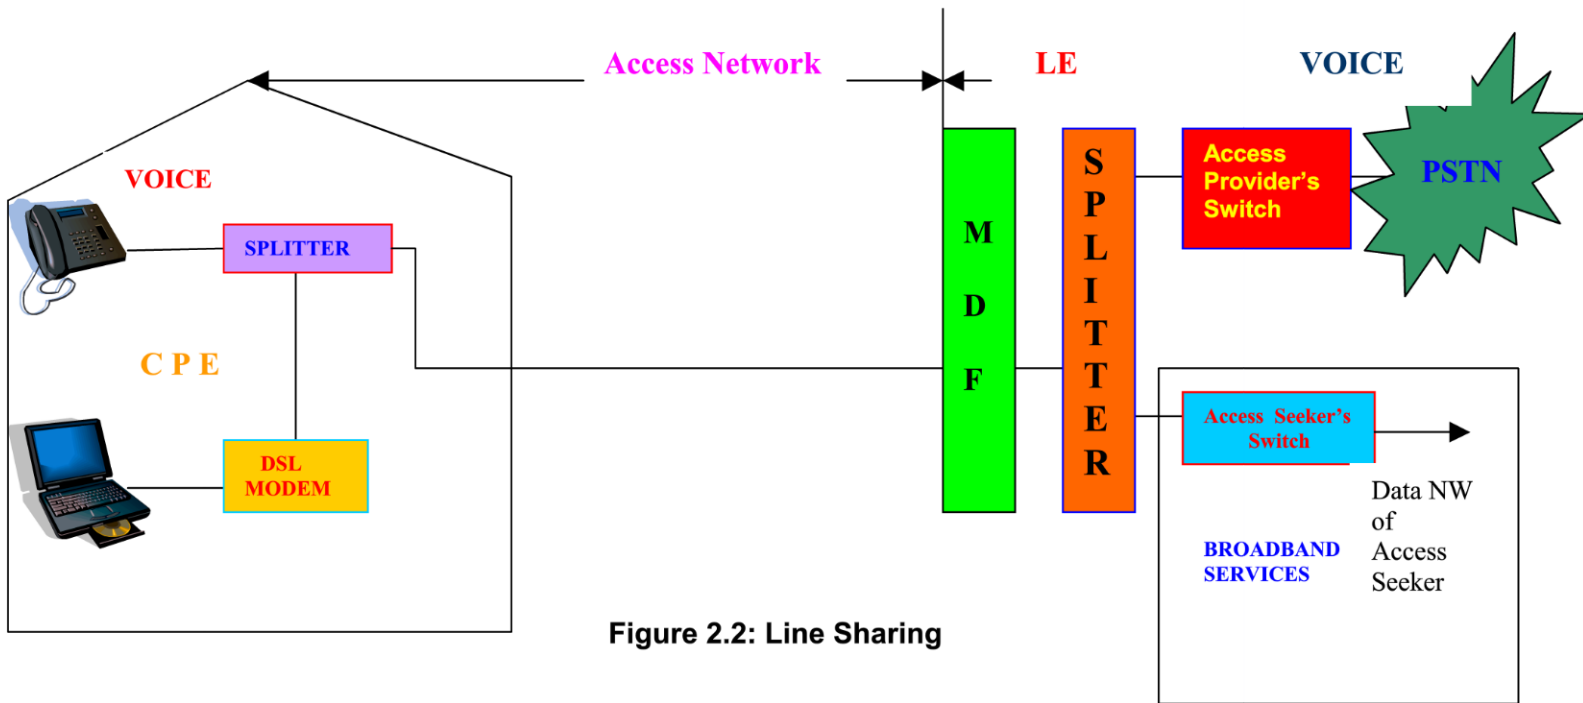 Access Network
LE
VOICE
VOICE
SPLITTER
C P E
DSL
MODEM
M
D
F
S
P
L
I
T
T
E
R
Access
Provider's
Switch
PSTN
Access Seeker's
Switch
Data NW
of
Access
Seeker
BROADBAND
SERVICES
Figure 2.2: Line Sharing